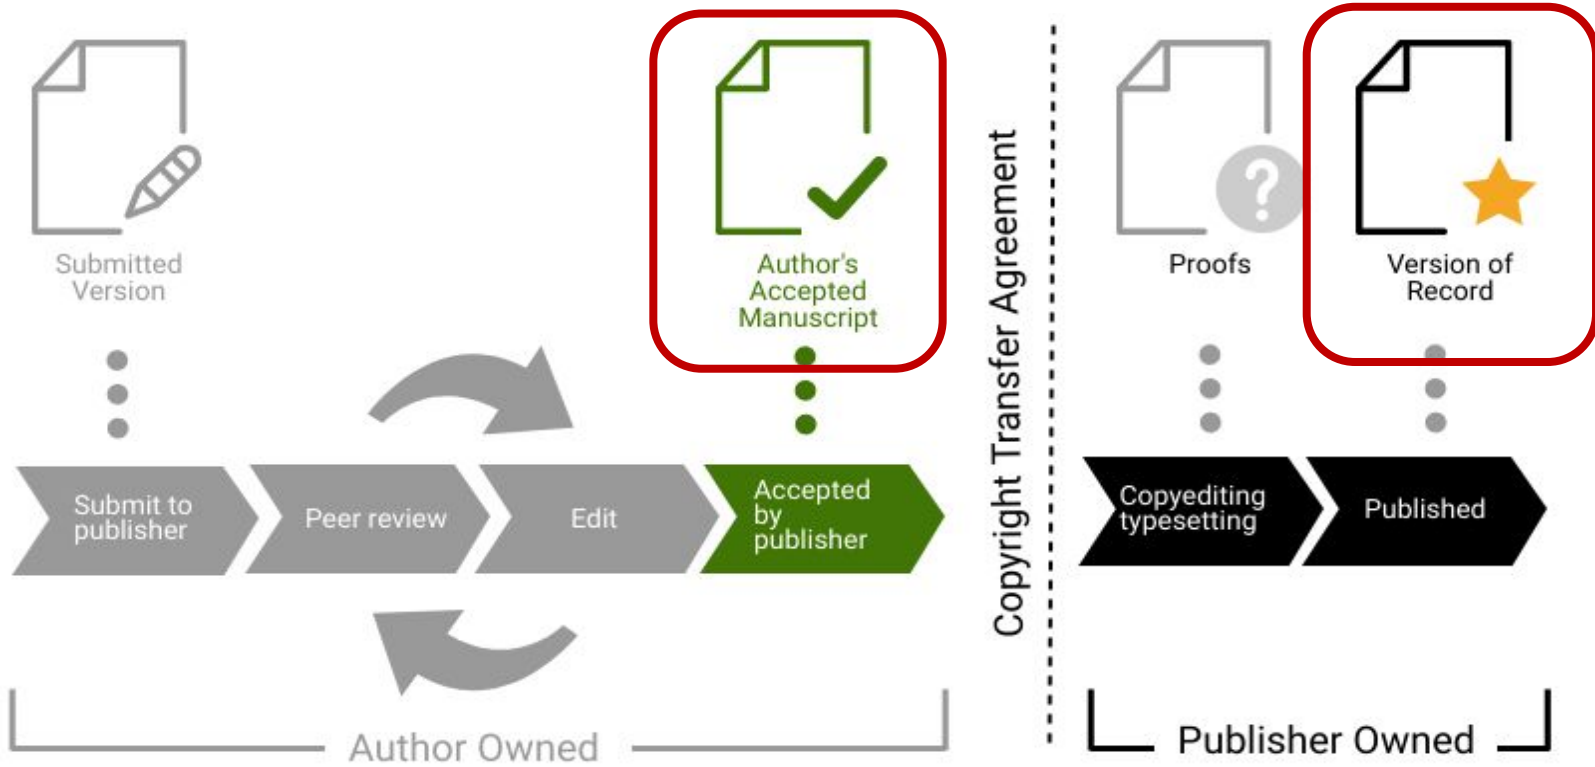 Submitted
Version
Author's
Accepted
Manuscript
Copyright Transfer Agreement
?
Proofs
Version of
Record
Submit to
publisher
Peer review
Edit
Accepted
by
publisher
Copyediting
typesetting
Published
Author Owned
Publisher Owned